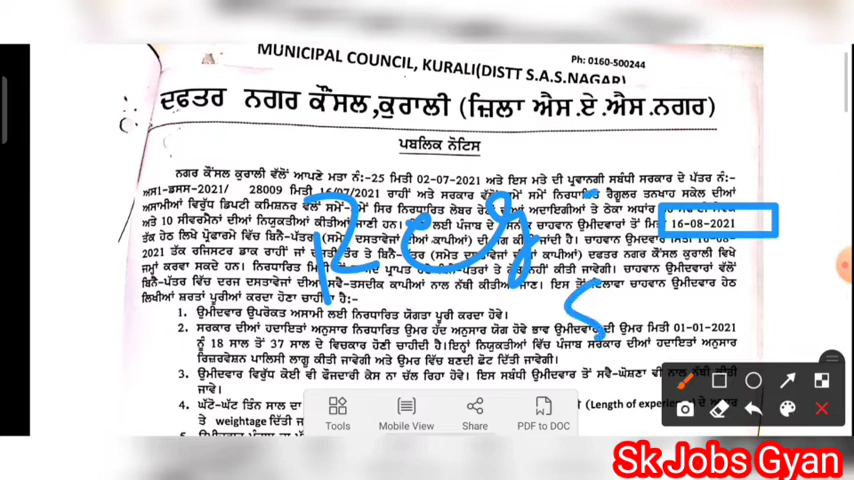 MUNICIPAL COUNCIL, KURALI(DISTT S.A.S.NAGAR)
Ph: 0160-500244
ਦਫਤਰ ਨਗਰ ਕੌਂਸਲ,ਕੁਰਾਲੀ (ਜ਼ਿਲਾ ਐਸ.ਏ.ਐਸ.ਨਗਰ)
ਪਬਲਿਕ ਨੋਟਿਸ
ਨਗਰ ਕੌਂਸਲ ਕੁਰਾਲੀ ਵੱਲੋਂ ਆਪਣੇ ਮਤਾ ਨੰ:-25 ਮਿਤੀ 02-07-2021 ਅਤੇ ਇਸ ਮਤੇ ਦੀ ਪ੍ਰਵਾਨਗੀ ਸਬੰਧੀ ਸਰਕਾਰ ਦੇ ਪੱਤਰ ਨੰ:-
ਅਸ1-ਡਸਸ-2021/ 28009 ਮਿਤੀ 16/07/2021 ਰਾਹੀਂ ਅਤੇ ਸਰਕਾਰ ਵੱਲੋਂ ਸਮੇਂ ਸਮੇਂ ਨਿਰਧਾਰਿਤ ਰੈਗੂਲਰ ਤਨਖਾਹ ਸਕੇਲ ਦੀਆਂ
ਅਸਾਮੀਆਂ ਵਿਰੁੱਧ ਡਿਪਟੀ ਕਮਿਸ਼ਨਰ ਵੱਲੋਂ ਸਮੇਂ-ਸਮੇਂ ਸਿਰ ਨਿਰਧਾਰਿਤ ਲੇਬਰ ਰੇਟ ਦੀਆਂ ਅਦਾਇਗੀਆਂ ਤੇ ਠੇਕਾ ਅਧਾਰ
ਅਤੇ 10 ਸੀਵਰਮੈਨਾਂ ਦੀਆਂ ਨਿਯੁਕਤੀਆਂ ਕੀਤੀਆਂ ਜਾਣੀ ਹਨ। ਲਈ ਪੰਜਾਬ ਦੇ ਚਾਹਵਾਨ ਉਮੀਦਵਾਰਾਂ ਤੋਂ ਮਿਤੀ 16-08-2021
ਤੱਕ ਹੇਠ ਲਿਖੇ ਪ੍ਰੋਫਾਰਮੇ ਵਿੱਚ ਬਿਨੈ-ਪੱਤਰਾਂ (ਸਮੇਤ ਦਸਤਾਵੇਜਾਂ ਦੀਆਂ ਕਾਪੀਆਂ) ਦੀ ਮੰਗ ਕੀਤੀ ਜਾਂਦੀ ਹੈ। ਚਾਹਵਾਨ ਉਮੀਦਵਾਰ ਮਿਤੀ 16-08-
2021 ਤੱਕ ਰਜਿਸਟਰ ਡਾਕ ਰਾਹੀਂ ਜਾਂ ਦਸਤੀ ਤੌਰ ਤੇ ਬਿਨੈ-ਪੱਤਰ (ਸਮੇਤ ਦਸਤਾਵੇਜਾਂ ਦੀਆਂ ਕਾਪੀਆਂ) ਦਫਤਰ ਨਗਰ ਕੌਂਸਲ ਕੁਰਾਲੀ ਵਿਖੇ
ਜਮ੍ਹਾਂ ਕਰਵਾ ਸਕਦੇ ਹਨ। ਨਿਰਧਾਰਿਤ ਮਿਤੀ ਤੋਂ ਬਾਅਦ ਪ੍ਰਾਪਤ ਹੋਏ ਬਿਨੈ-ਪੱਤਰਾਂ ਤੇ ਗੌਰ ਨਹੀਂ ਕੀਤੀ ਜਾਵੇਗੀ। ਚਾਹਵਾਨ ਉਮੀਦਵਾਰਾਂ ਵੱਲੋਂ
ਬਿਨੈ-ਪੱਤਰ ਵਿੱਚ ਦਰਜ ਦਸਤਾਵੇਜਾਂ ਦੀਆਂ ਸਵੈ-ਤਸਦੀਕ ਕਾਪੀਆਂ ਨਾਲ ਨੱਥੀ ਕੀਤੀਆਂ ਜਾਣ। ਇਸ ਤੋਂ ਇਲਾਵਾ ਚਾਹਵਾਨ ਉਮੀਦਵਾਰ ਹੇਠ
ਲਿਖੀਆਂ ਸ਼ਰਤਾਂ ਪੂਰੀਆਂ ਕਰਦਾ ਹੋਣਾ ਚਾਹੀਦਾ ਹੈ:-
Reg
1. ਉਮੀਦਵਾਰ ਉਪਰੋਕਤ ਅਸਾਮੀ ਲਈ ਨਿਰਧਾਰਿਤ ਯੋਗਤਾ ਪੂਰੀ ਕਰਦਾ ਹੋਵੇ।
2. ਸਰਕਾਰ ਦੀਆਂ ਹਦਾਇਤਾਂ ਅਨੁਸਾਰ ਨਿਰਧਾਰਿਤ ਉਮਰ ਹੱਦ ਅਨੁਸਾਰ ਯੋਗ ਹੋਵੇ ਭਾਵ ਉਮੀਦਵਾਰ ਦੀ ਉਮਰ ਮਿਤੀ 01-01-2021
ਨੂੰ 18 ਸਾਲ ਤੋਂ 37 ਸਾਲ ਦੇ ਵਿਚਕਾਰ ਹੋਣੀ ਚਾਹੀਦੀ ਹੈ। ਇਨ੍ਹਾਂ ਨਿਯੁਕਤੀਆਂ ਵਿੱਚ ਪੰਜਾਬ ਸਰਕਾਰ ਦੀਆਂ ਹਦਾਇਤਾਂ ਅਨੁਸਾਰ
ਰਿਜ਼ਰਵੇਸ਼ਨ ਪਾਲਿਸੀ ਲਾਗੂ ਕੀਤੀ ਜਾਵੇਗੀ ਅਤੇ ਉਮਰ ਵਿੱਚ ਬਣਦੀ ਛੋਟ ਦਿੱਤੀ ਜਾਵੇਗੀ।
3. ਉਮੀਦਵਾਰ ਵਿਰੁੱਧ ਕੋਈ ਵੀ ਫੌਜਦਾਰੀ ਕੇਸ ਨਾ ਚੱਲ ਰਿਹਾ ਹੋਵੇ। ਇਸ ਸਬੰਧੀ ਉਮੀਦਵਾਰ ਤੋਂ ਸਵੈ-ਘੋਸ਼ਣਾ ਵੀ ਨਾਲ ਨੱਥੀ ਕੀਤੀ
ਜਾਵੇ।
4. ਘੱਟੋ-ਘੱਟ ਤਿੰਨ ਸਾਲ ਦਾ (Length of
ਤੇ weightage ਦਿੱਤੀ
Tools
Mobile View
Share
PDF to DOC
Sk Jobs Gyan